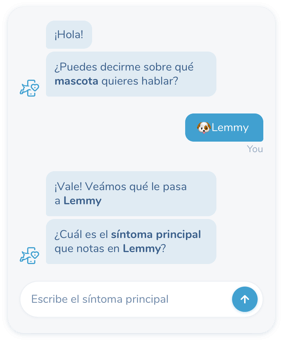 ¡Hola!
¿Puedes decirme sobre qué
mascota quieres hablar?
🐶Lemmy
You
¡Vale! Veámos qué le pasa
a Lemmy
¿Cuál es el síntoma principal
que notas en Lemmy?
Escribe el síntoma principal